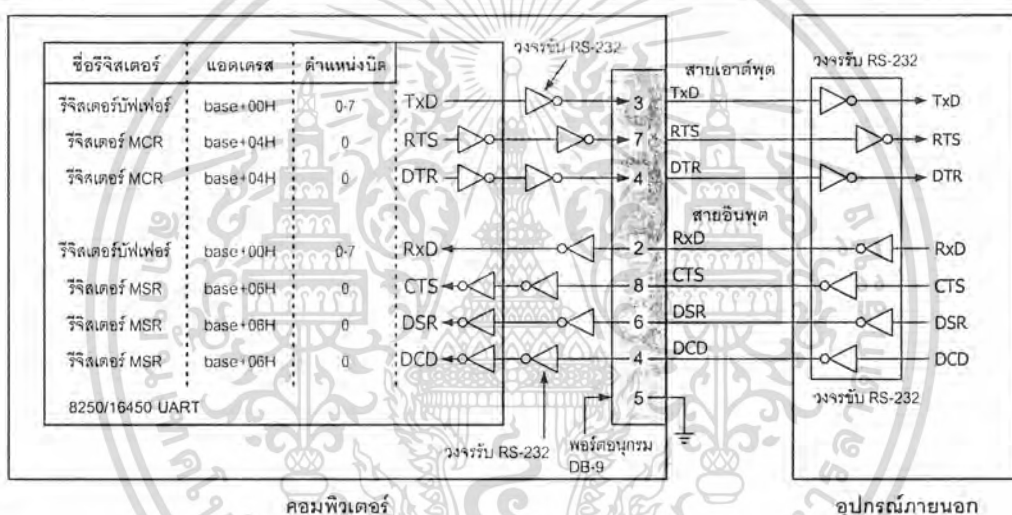 วงจรขับ RS-232
ชื่อรีจิสเตอร์ แอดเดรส ตำแหน่งบิต
รีจิสเตอร์บัฟเฟอร์ base+00H 0-7 TxD
รีจิสเตอร์ MCR base+04H 0 RTS
รีจิสเตอร์ MCR base+04H 0 DTR
รีจิสเตอร์บัฟเฟอร์ base+00H 0-7 RxD
รีจิสเตอร์ MSR base+06H 0 CTS
รีจิสเตอร์ MSR base+06H 0 DSR
รีจิสเตอร์ MSR base+06H 0 DCD
8250/16450 UART
วงจรรับ RS-232
3
7
4
2
8
6
4
5
พอร์ตอนุกรม
DB-9
สายเอาต์พุต
TxD
RTS
DTR
สายอินพุต
RxD
CTS
DSR
DCD
วงจรรับ RS-232
TxD
RTS
DTR
RxD
CTS
DSR
DCD
วงจรขับ RS-232
คอมพิวเตอร์
อุปกรณ์ภายนอก